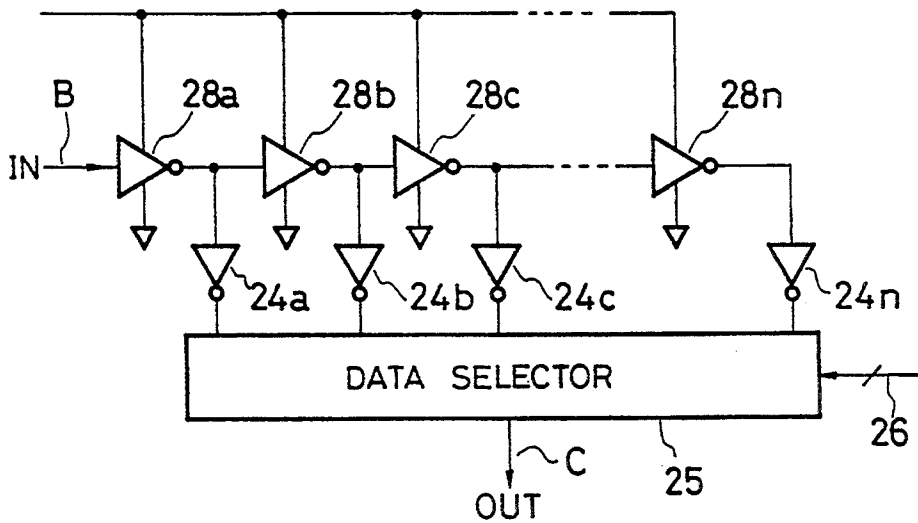 B 28a 28b 28c 28n
IN
24a 24b 24c 24n
DATA SELECTOR
26
C 25
OUT